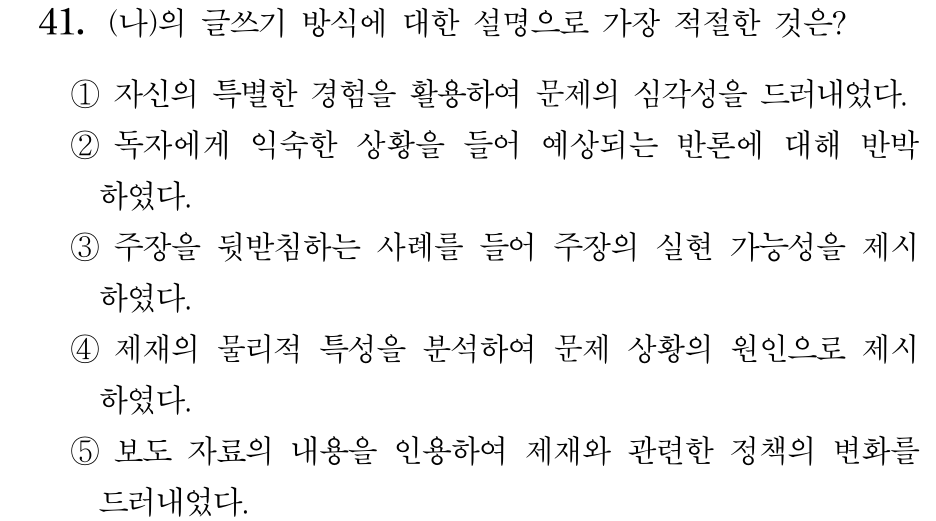 41. (나)의 글쓰기 방식에 대한 설명으로 가장 적절한 것은?
① 자신의 특별한 경험을 활용하여 문제의 심각성을 드러내었다.
② 독자에게 익숙한 상황을 들어 예상되는 반론에 대해 반박
하였다.
③ 주장을 뒷받침하는 사례를 들어 주장의 실현 가능성을 제시
하였다.
④ 제재의 물리적 특성을 분석하여 문제 상황의 원인으로 제시
하였다.
⑤ 보도 자료의 내용을 인용하여 제재와 관련한 정책의 변화를
드러내었다.